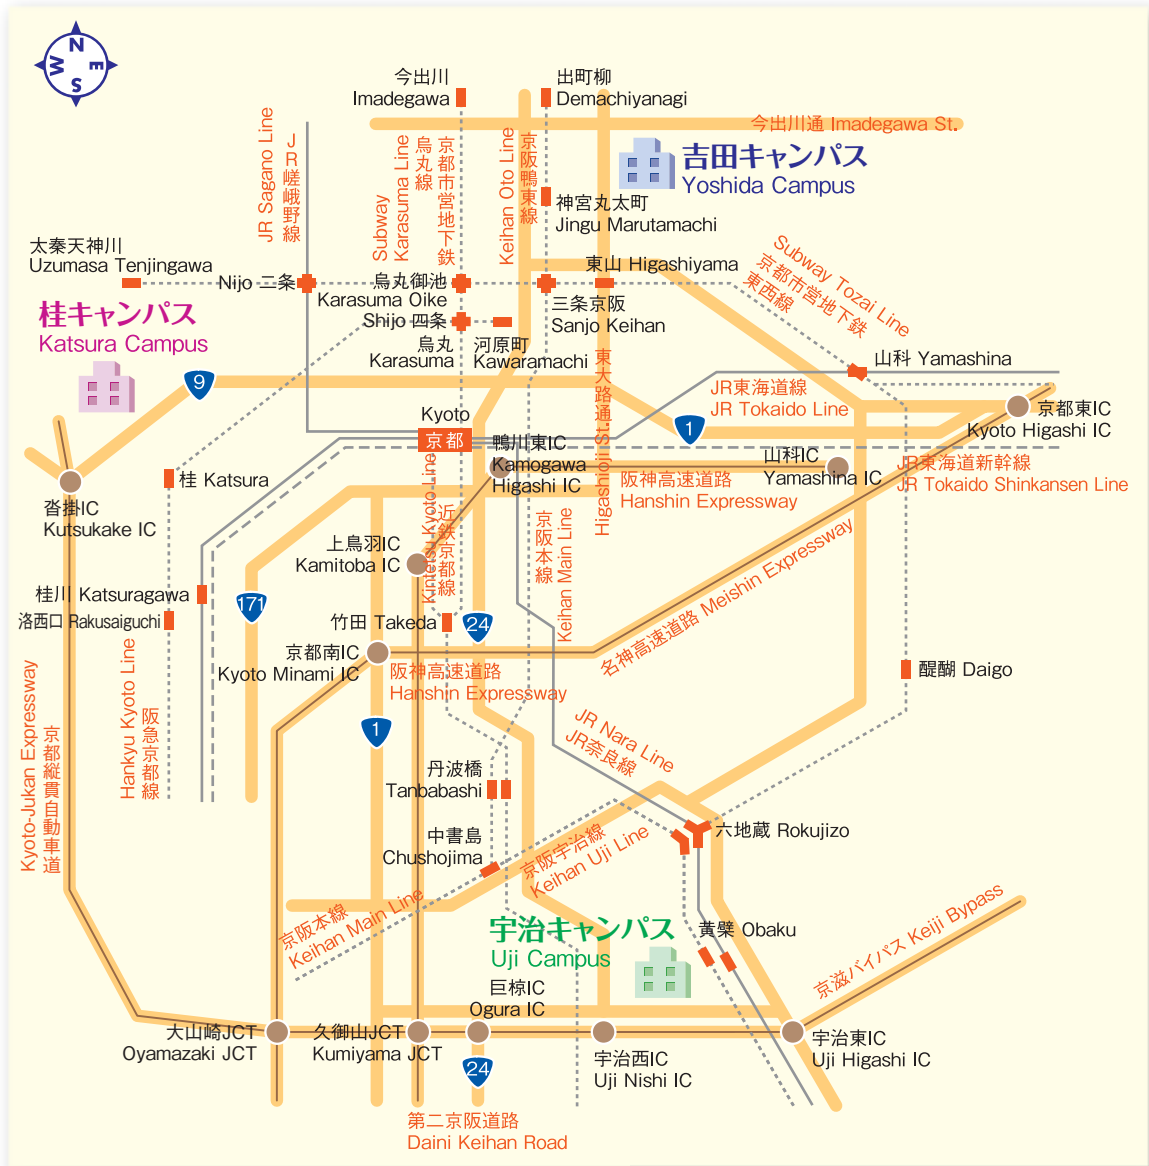 N
E
S
W
今出川
Imadegawa
出町柳
Demachiyanagi
今出川通 Imadegawa St.
JR Sagano Line
JR嵯峨野線
Subway
Karasuma Line
烏丸線
京都市営地下鉄
Keihan Oto Line
京阪鴨東線
吉田キャンパス
Yoshida Campus
神宮丸太町
Jingu Marutamachi
太秦天神川
Uzumasa Tenjingawa
Nijo 二条
烏丸御池
Karasuma Oike
東山 Higashiyama
Subway Tozai Line
京都市営地下鉄
東西線
桂キャンパス
Katsura Campus
Shijo 四条
烏丸
Karasuma
河原町
Kawaramachi
三条京阪
Sanjo Keihan
山科 Yamashina
9
東大路通
Higashioji St.
JR東海道線
JR Tokaido Line
京都東IC
Kyoto Higashi IC
1
Kyoto
京都
鴨川東IC
Kamogawa
Higashi IC
山科IC
Yamashina IC
阪神高速道路
Hanshin Expressway
JR東海道新幹線
JR Tokaido Shinkansen Line
桂 Katsura
沓掛IC
Kutsukake IC
Kintetsu Kyoto Line
近鉄京都線
京阪本線
Keihan Main Line
上鳥羽IC
Kamitoba IC
桂川 Katsuragawa
洛西口 Rakusaiguchi
171
竹田 Takeda
24
京都南IC
Kyoto Minami IC
阪神高速道路
Hanshin Expressway
名神高速道路 Meishin Expressway
醍醐 Daigo
Kyoto-Jukan Expressway
京都縦貫自動車道
Hankyu Kyoto Line
阪急京都線
1
JR Nara Line
JR奈良線
丹波橋
Tanbabashi
中書島
Chushojima
京阪宇治線
Keihan Uji Line
六地蔵 Rokujizo
京阪本線
Keihan Main Line
宇治キャンパス
Uji Campus
黃檗 Obaku
京滋バイパス Keiji Bypass
巨椋IC
Ogura IC
大山崎JCT
Oyamazaki JCT
久御山JCT
Kumiyama JCT
宇治西IC
Uji Nishi IC
宇治東IC
Uji Higashi IC
24
第二京阪道路
Daini Keihan Road